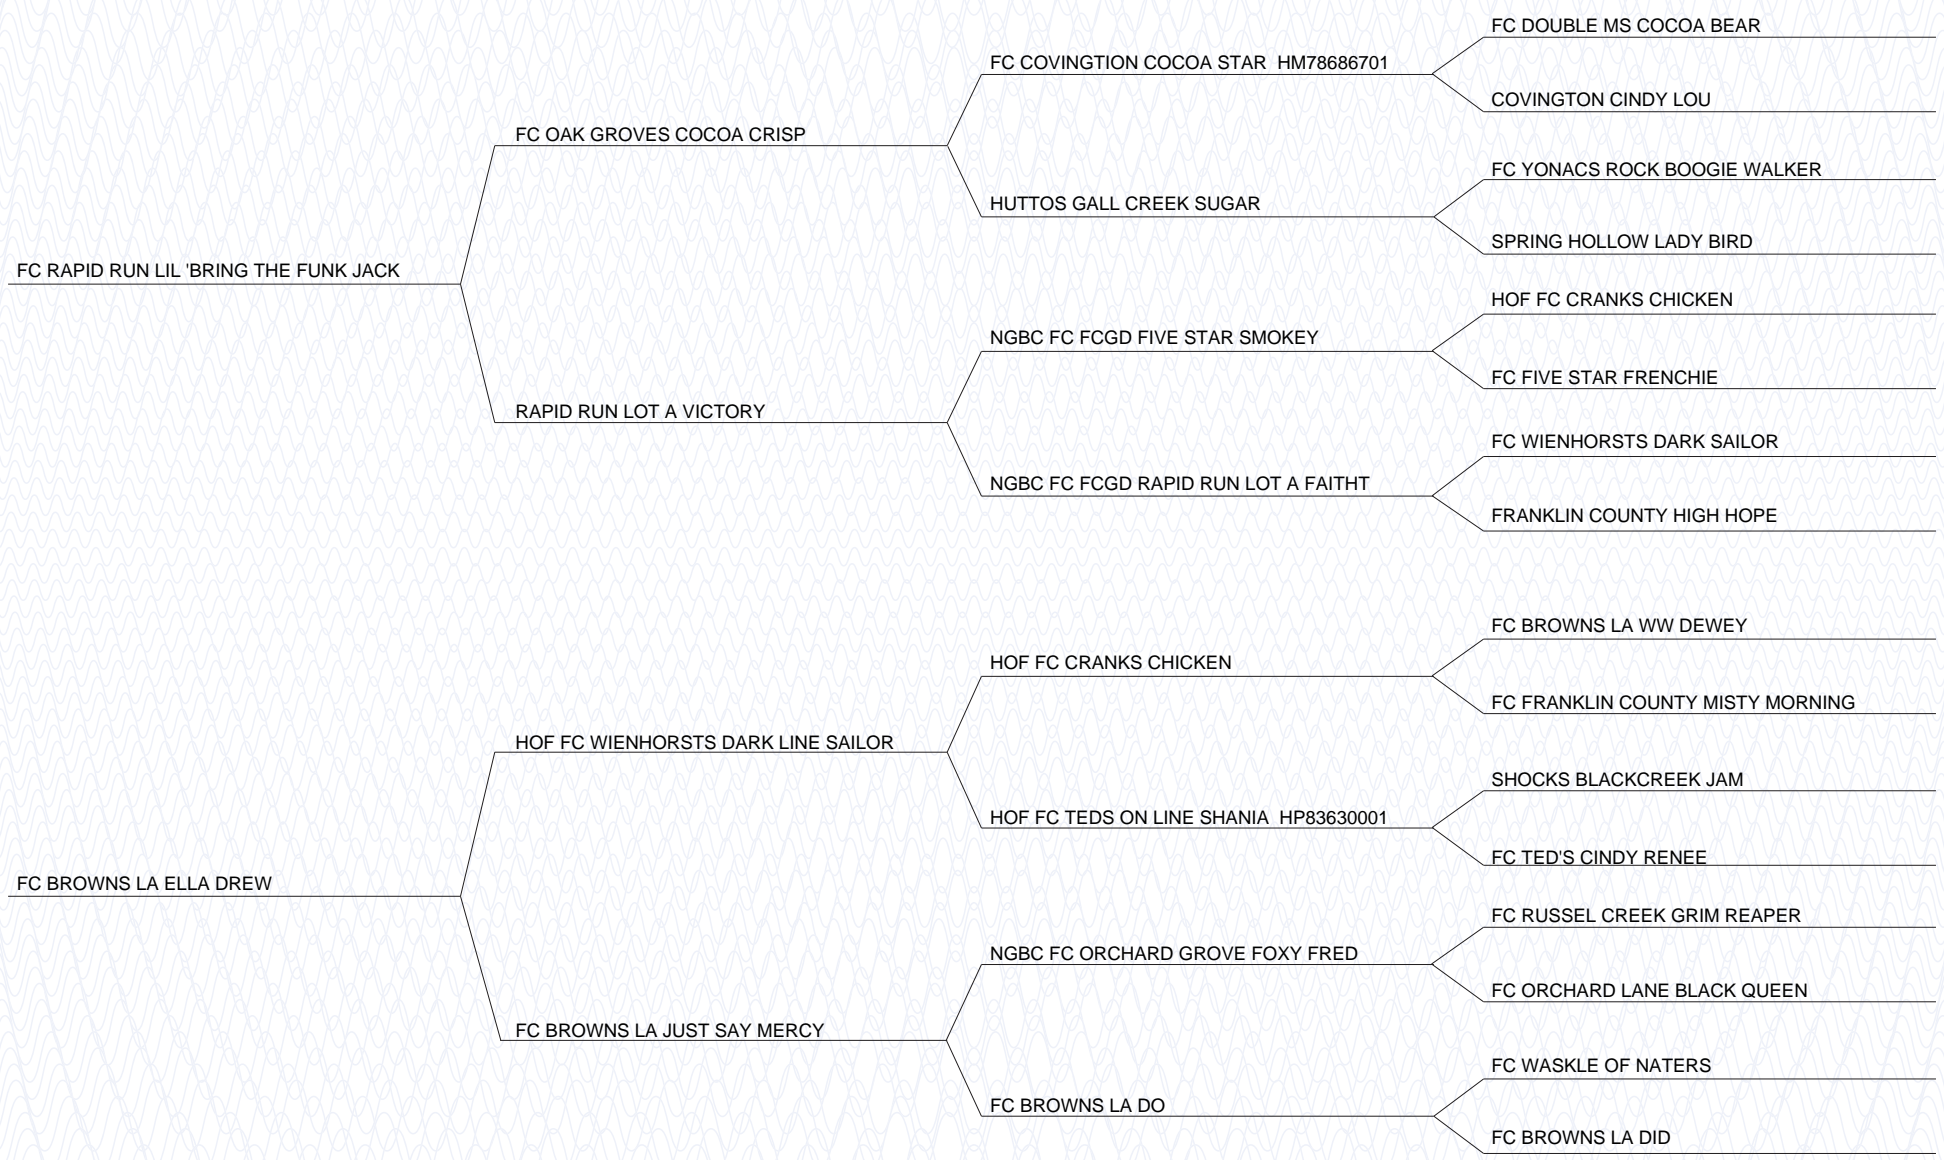 FC DOUBLE MS COCOA BEAR
FC COVINGTION COCOA STAR  HM78686701
COVINGTON CINDY LOU
FC OAK GROVES COCOA CRISP
FC YONACS ROCK BOOGIE WALKER
HUTTOS GALL CREEK SUGAR
SPRING HOLLOW LADY BIRD
FC RAPID RUN LIL 'BRING THE FUNK JACK
HOF FC CRANKS CHICKEN
NGBC FC FCGD FIVE STAR SMOKEY
FC FIVE STAR FRENCHIE
RAPID RUN LOT A VICTORY
FC WIENHORSTS DARK SAILOR
NGBC FC FCGD RAPID RUN LOT A FAITHT
FRANKLIN COUNTY HIGH HOPE
FC BROWNS LA WW DEWEY
HOF FC CRANKS CHICKEN
FC FRANKLIN COUNTY MISTY MORNING
HOF FC WIENHORSTS DARK LINE SAILOR
SHOCKS BLACKCREEK JAM
HOF FC TEDS ON LINE SHANIA  HP83630001
FC TED'S CINDY RENEE
FC BROWNS LA ELLA DREW
FC RUSSEL CREEK GRIM REAPER
NGBC FC ORCHARD GROVE FOXY FRED
FC ORCHARD LANE BLACK QUEEN
FC BROWNS LA JUST SAY MERCY
FC WASKLE OF NATERS
FC BROWNS LA DO
FC BROWNS LA DID